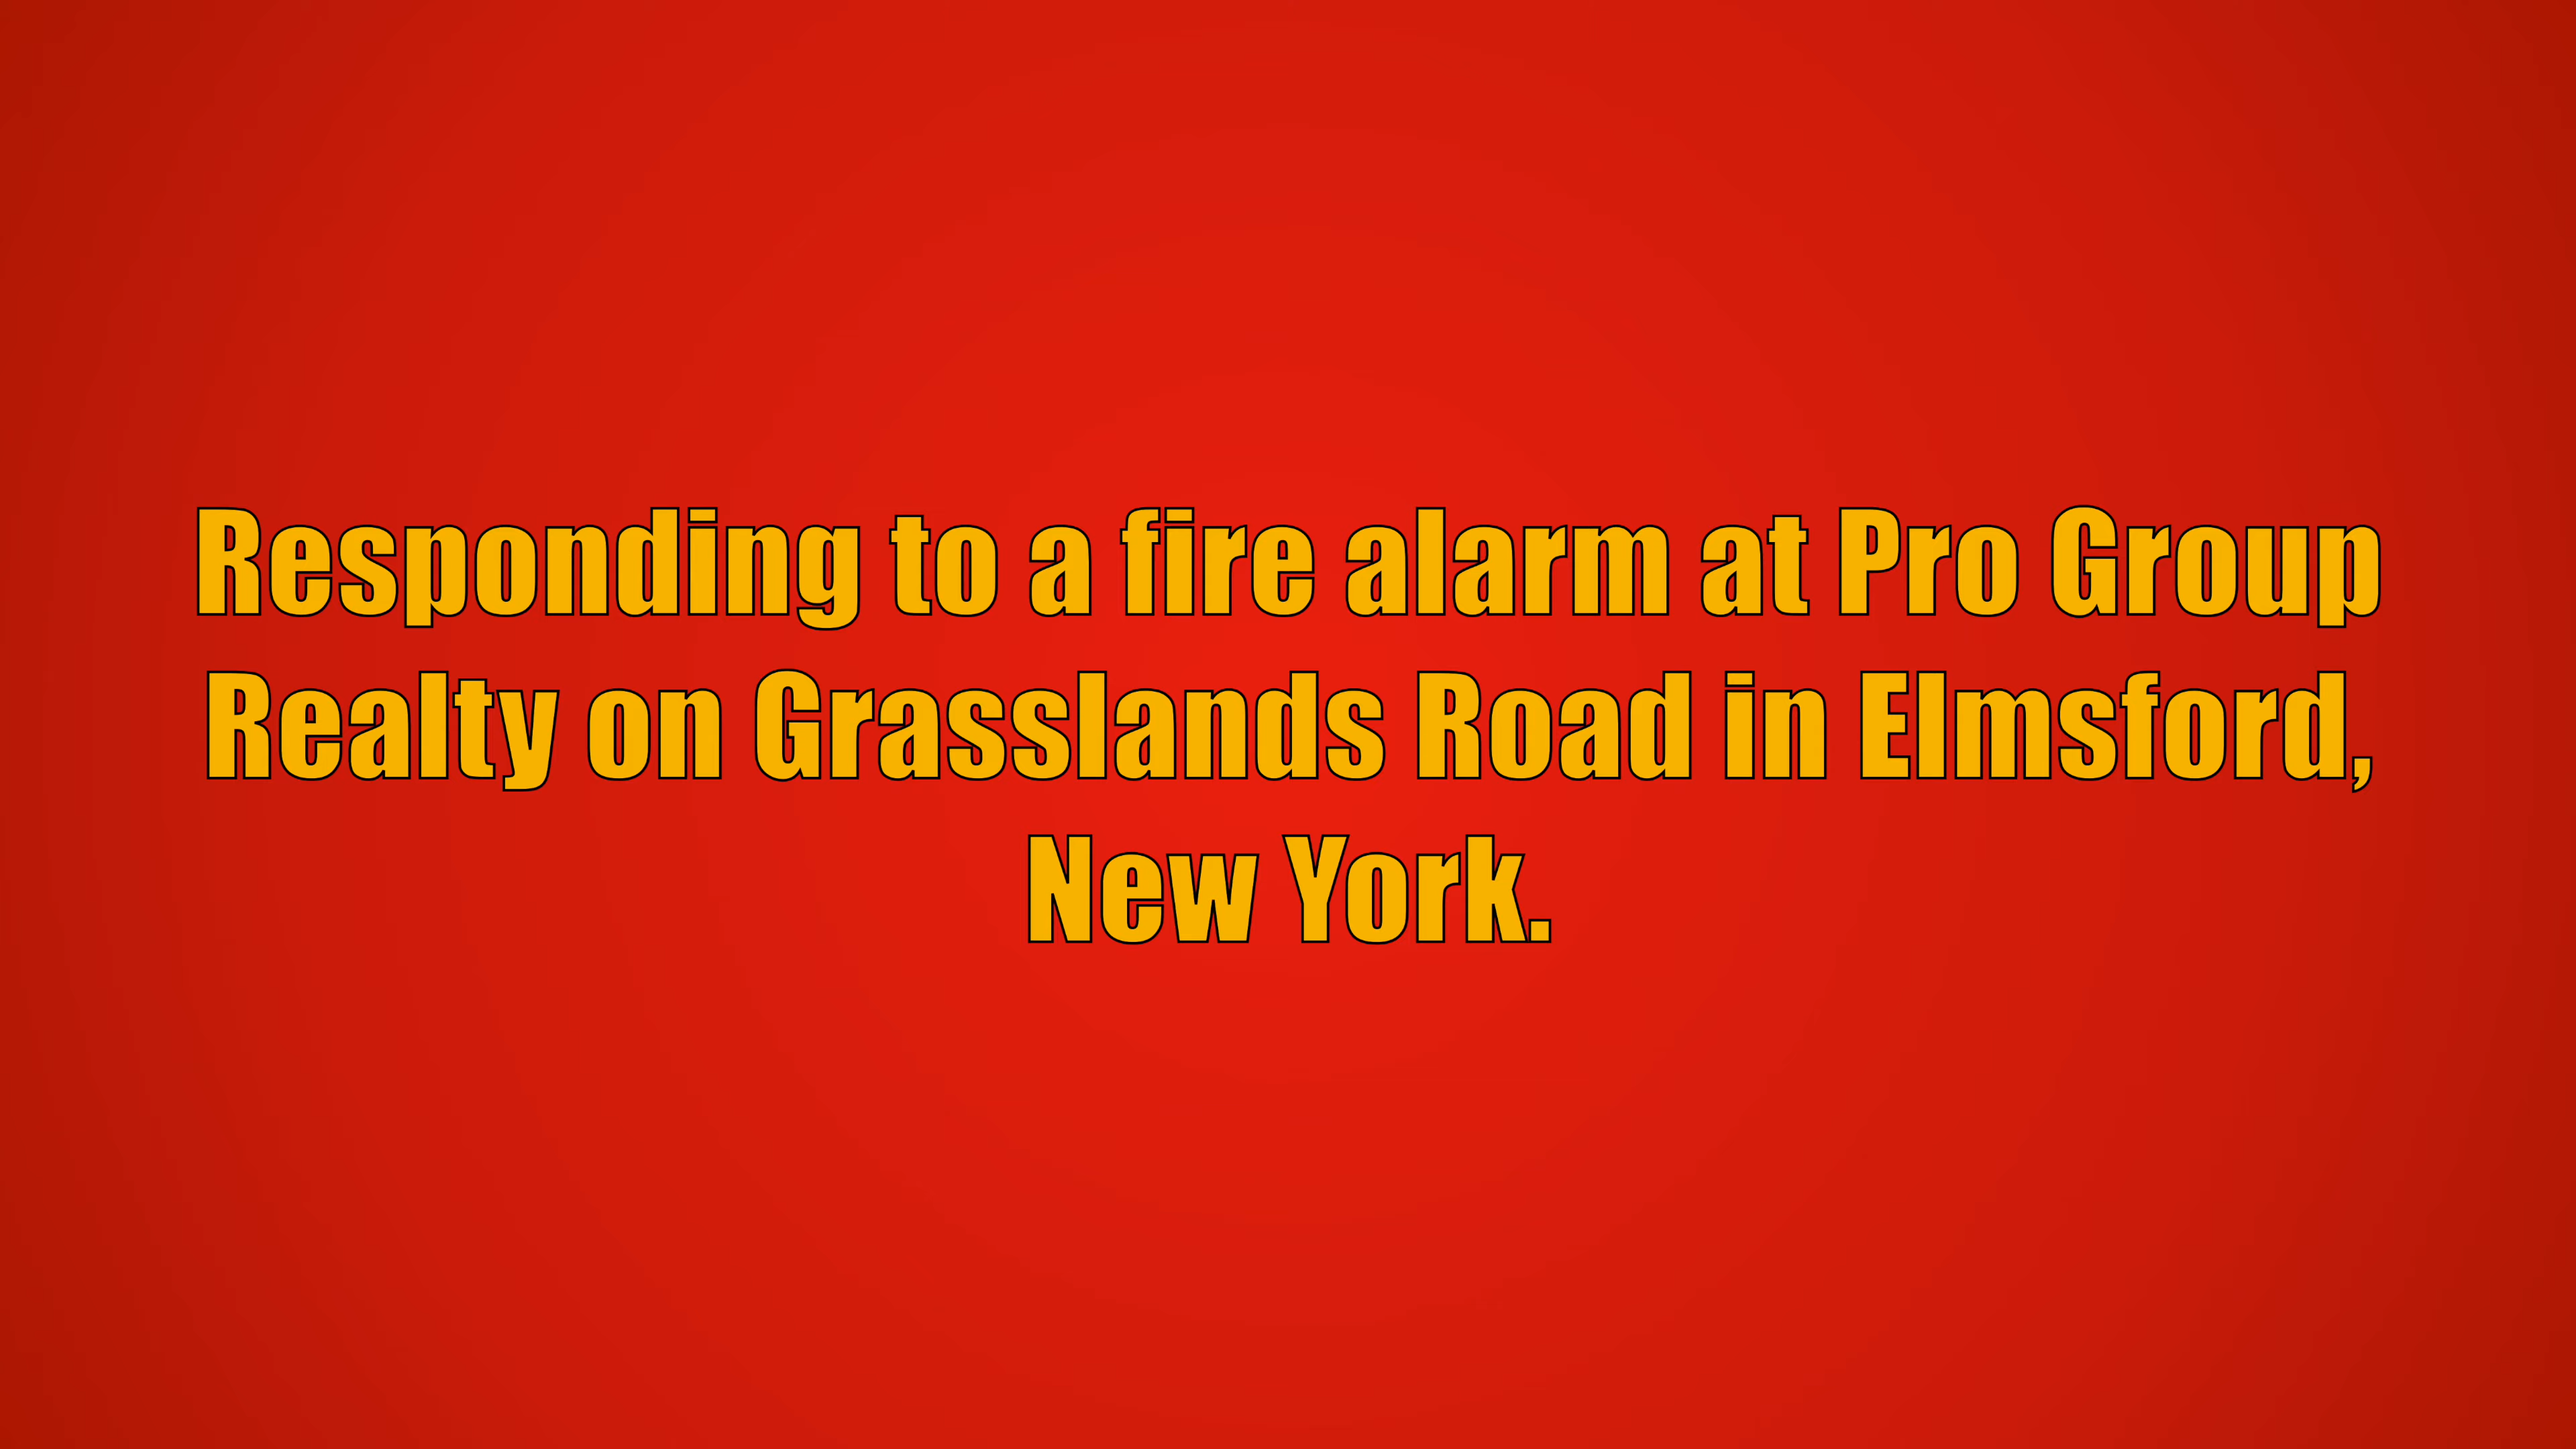 Responding to a fire alarm at Pro Group
Realty on Grasslands Road in Elmsford,
New York.